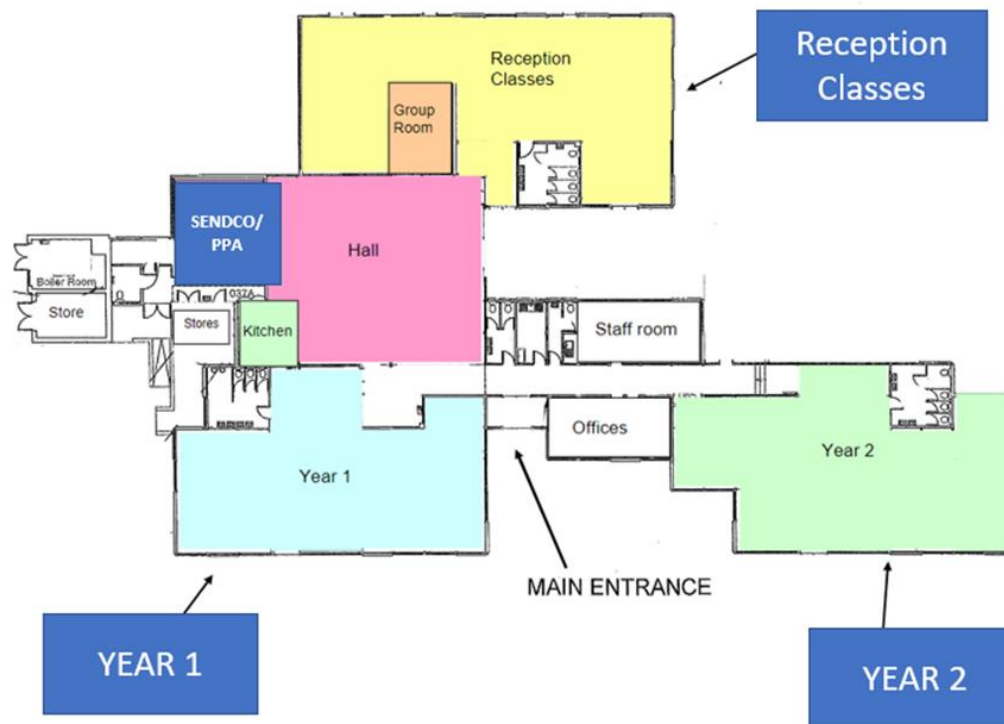 Reception
Classes
Reception
Classes
Group
Room
SENDCO/
PPA
Hall
Boiler Room
Store
Stores
037A
Kitchen
Staff room
Offices
Year 1
Year 2
MAIN ENTRANCE
YEAR 1
YEAR 2